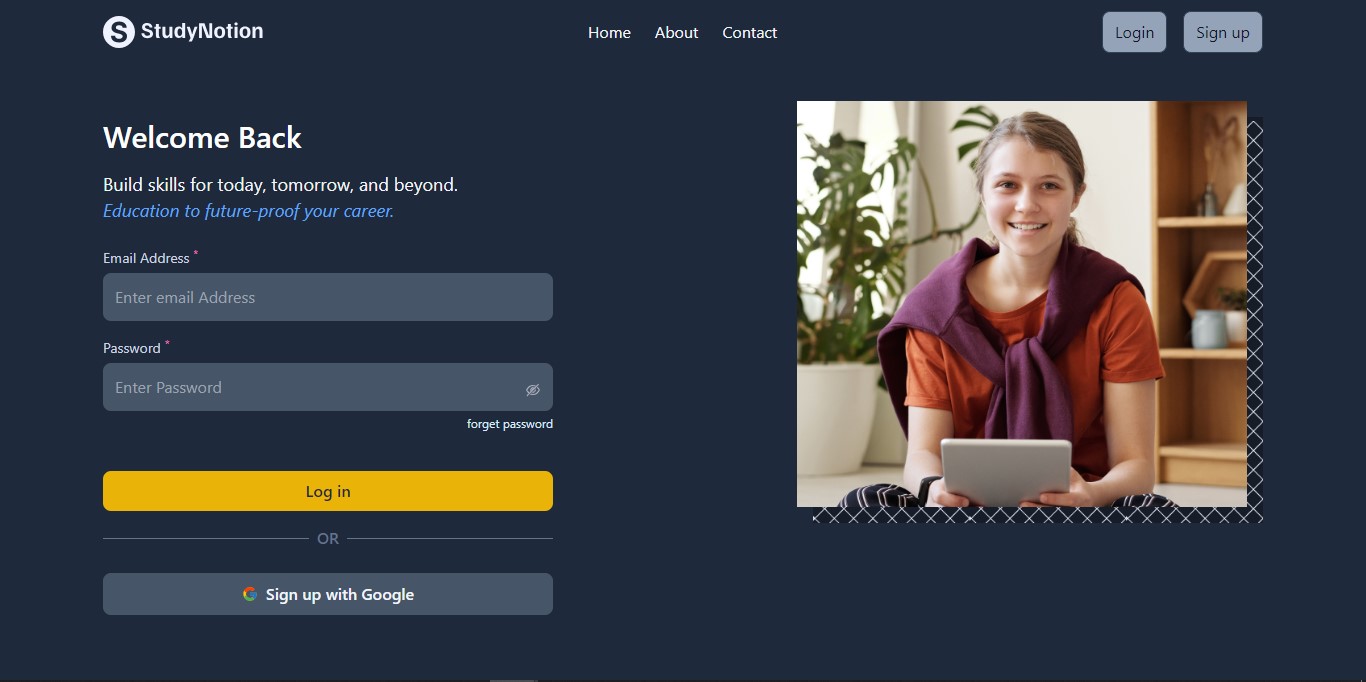 S StudyNotion
Home About Contact
Login Sign up
Welcome Back
Build skills for today, tomorrow, and beyond.
Education to future-proof your career.
Email Address *
Enter email Address
Password *
Enter Password
forget password
Log in
OR
Sign up with Google